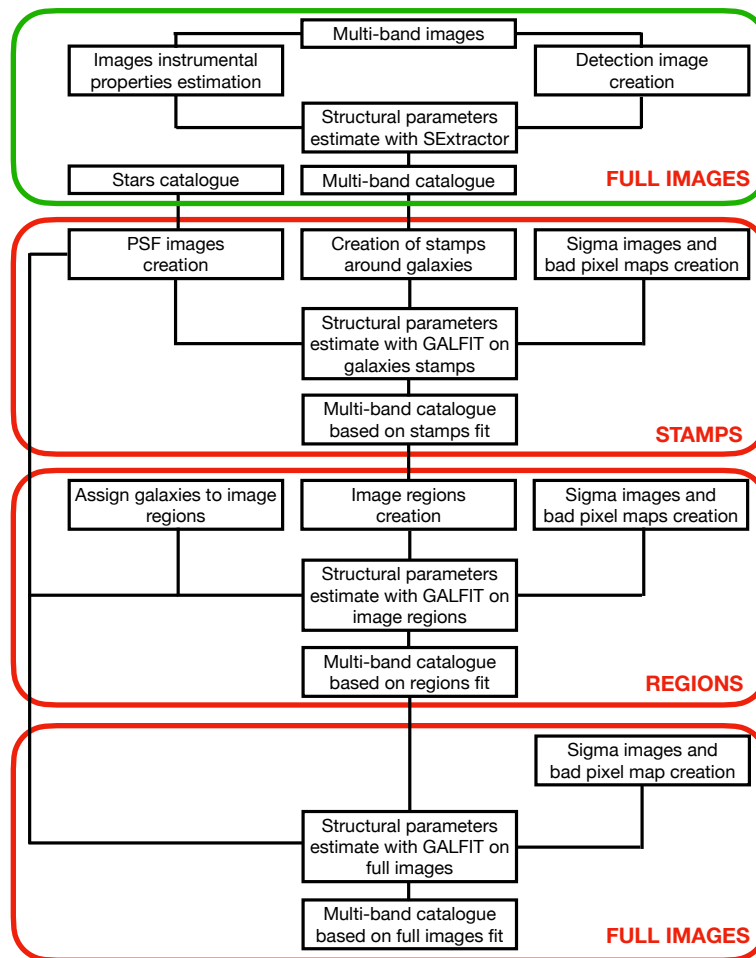 Multi-band images
Images instrumental
properties estimation
Detection image
creation
Structural parameters
estimate with SExtractor
Stars catalogue
Multi-band catalogue
FULL IMAGES
PSF images
creation
Creation of stamps
around galaxies
Sigma images and
bad pixel maps creation
Structural parameters
estimate with GALFIT on
galaxies stamps
Multi-band catalogue
based on stamps fit
STAMPS
Assign galaxies to image
regions
Image regions
creation
Sigma images and
bad pixel maps creation
Structural parameters
estimate with GALFIT on
image regions
Multi-band catalogue
based on regions fit
REGIONS
Sigma images and
bad pixel map creation
Structural parameters
estimate with GALFIT on
full images
Multi-band catalogue
based on full images fit
FULL IMAGES